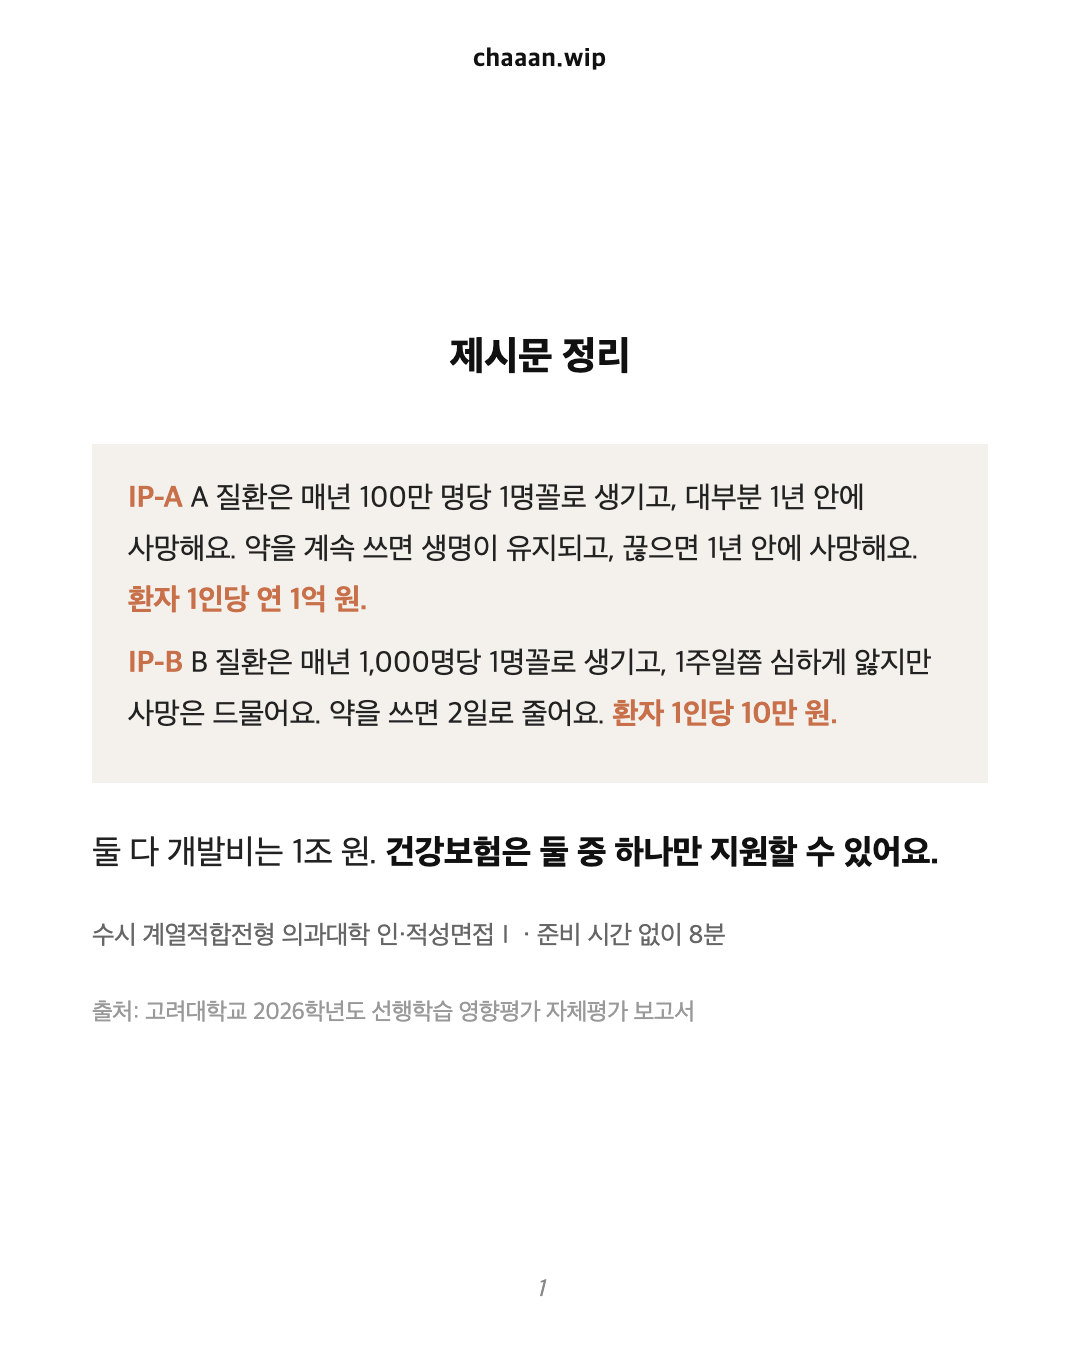 chaaan.wip
제시문 정리
IP-A A 질환은 매년 100만 명당 1명꼴로 생기고, 대부분 1년 안에
사망해요. 약을 계속 쓰면 생명이 유지되고, 끊으면 1년 안에 사망해요.
환자 1인당 연 1억 원.
IP-B B 질환은 매년 1,000명당 1명꼴로 생기고, 1주일쯤 심하게 앓지만
사망은 드물어요. 약을 쓰면 2일로 줄어요. 환자 1인당 10만 원.
둘 다 개발비는 1조 원. 건강보험은 둘 중 하나만 지원할 수 있어요.
수시 계열적합전형 의과대학 인·적성면접 I · 준비 시간 없이 8분
출처: 고려대학교 2026학년도 선행학습 영향평가 자체평가 보고서
1